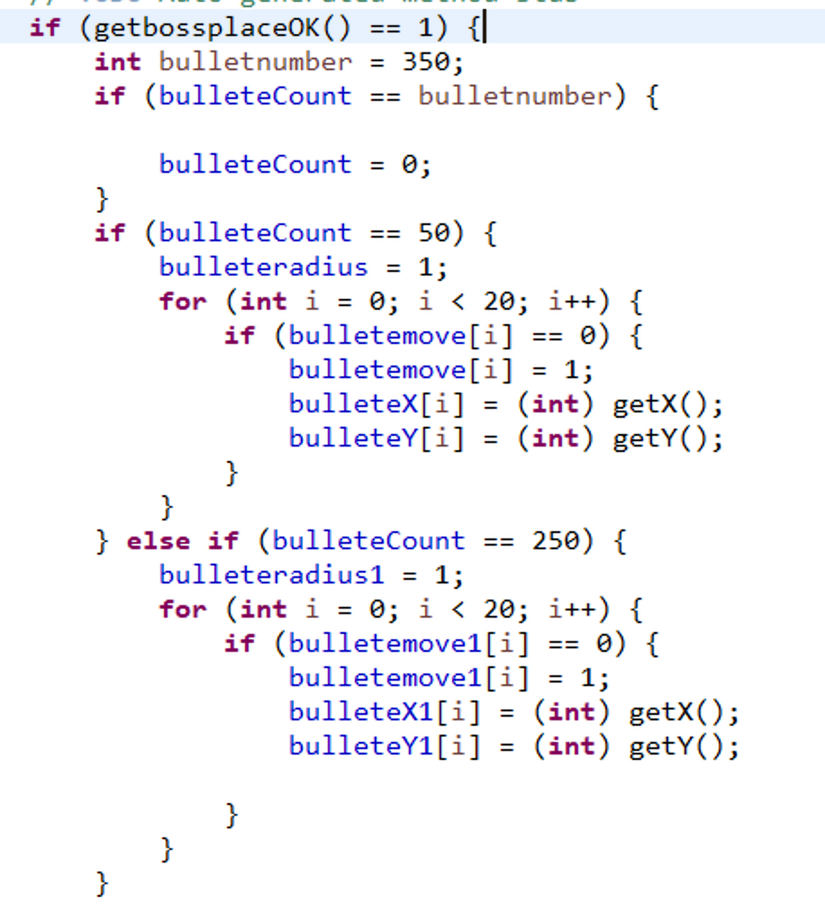 if (getbossplaceOK() == 1) {
int bulletnumber = 350;
if (bulleteCount == bulletnumber) {
bulleteCount = 0;
}
if (bulleteCount == 50) {
bulleteradius = 1;
for (int i = 0; i < 20; i++) {
if (bulletemove[i] == 0) {
bulletemove[i] = 1;
bulleteX[i] = (int) getX();
bulleteY[i] = (int) getY();
}
}
} else if (bulleteCount == 250) {
bulleteradius1 = 1;
for (int i = 0; i < 20; i++) {
if (bulletemove1[i] == 0) {
bulletemove1[i] = 1;
bulleteX1[i] = (int) getX();
bulleteY1[i] = (int) getY();
}
}
}